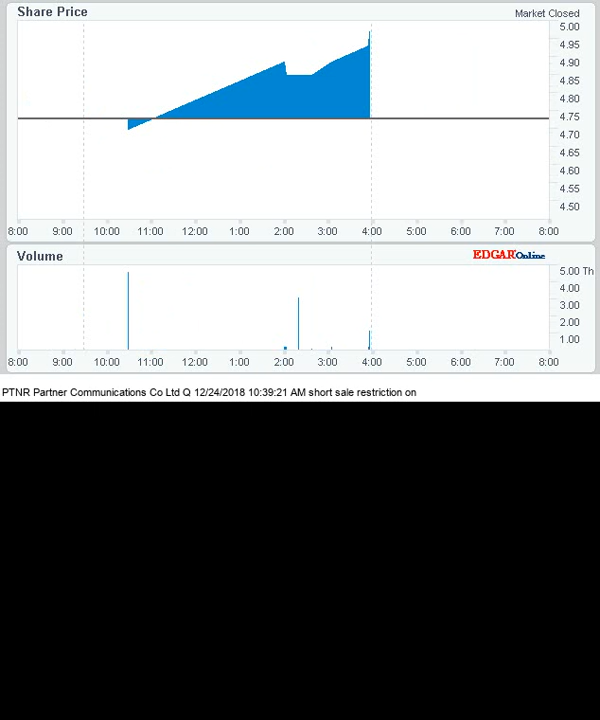 Share Price Market Closed
5.00
4.95
4.90
4.85
4.80
4.75
4.70
4.65
4.60
4.55
4.50
8:00 9:00 10:00 11:00 12:00 1:00 2:00 3:00 4:00 5:00 6:00 7:00 8:00
Volume EDGAR Online
5.00 Th
4.00
3.00
2.00
1.00
8:00 9:00 10:00 11:00 12:00 1:00 2:00 3:00 4:00 5:00 6:00 7:00 8:00
PTNR Partner Communications Co Ltd Q 12/24/2018 10:39:21 AM short sale restriction on